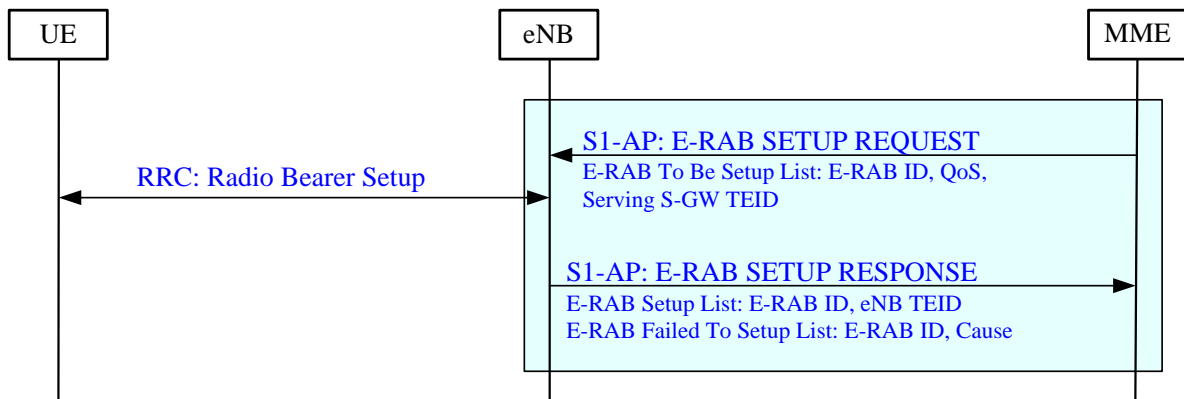 UE
eNB
MME
S1-AP: E-RAB SETUP REQUEST
E-RAB To Be Setup List: E-RAB ID, QoS,
Serving S-GW TEID
RRC: Radio Bearer Setup
S1-AP: E-RAB SETUP RESPONSE
E-RAB Setup List: E-RAB ID, eNB TEID
E-RAB Failed To Setup List: E-RAB ID, Cause